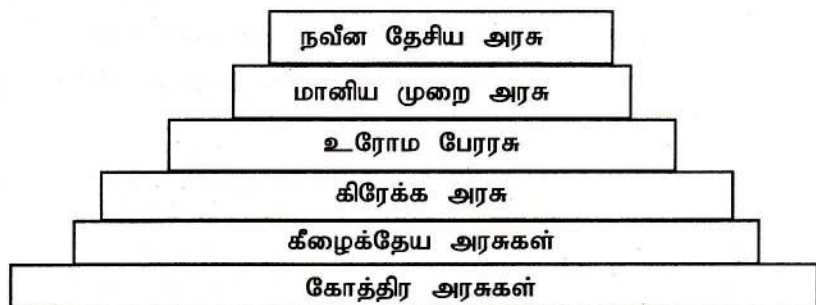 நவீன தேசிய அரசு
மானிய முறை அரசு
உரோம பேரரசு
கிரேக்க அரசு
கீழைக்தேய அரசுகள்
கோத்திர அரசுகள்